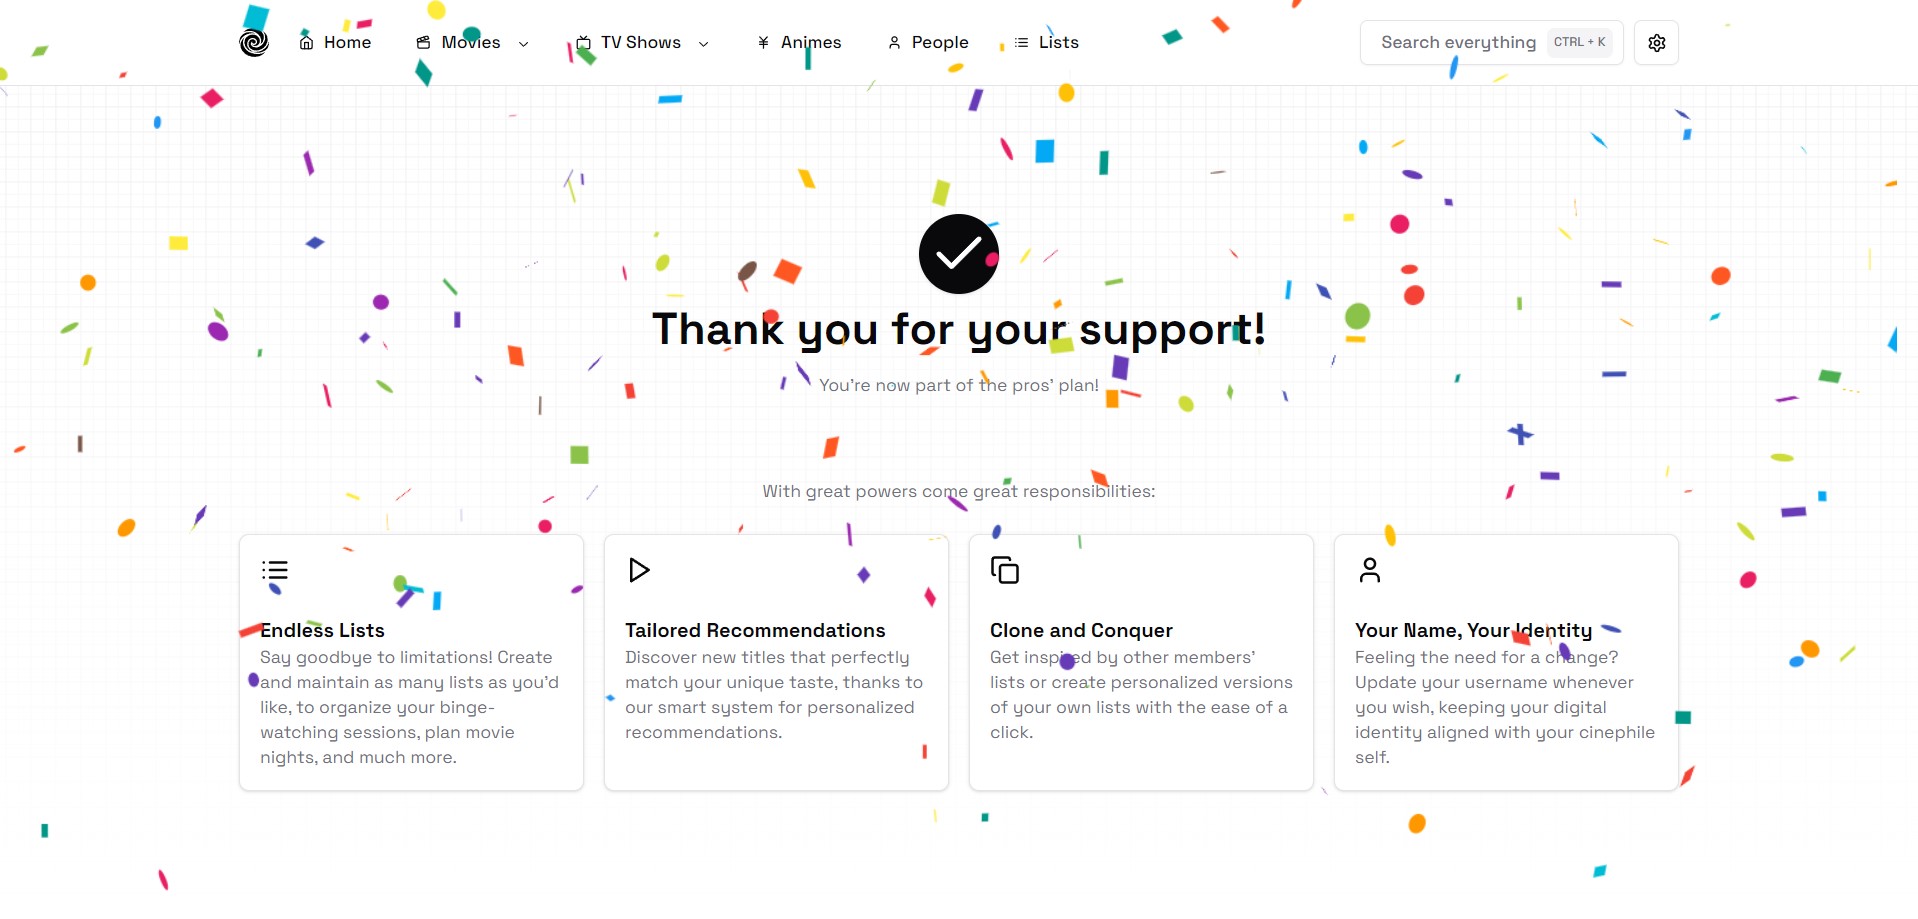 Home Movies TV Shows Animes People Lists Search everything CTRL + K
Thank you for your support!
You're now part of the pros' plan!
With great powers come great responsibilities:
Endless Lists
Say goodbye to limitations! Create
and maintain as many lists as you'd
like, to organize your binge-
watching sessions, plan movie
nights, and much more.
Tailored Recommendations
Discover new titles that perfectly
match your unique taste, thanks to
our smart system for personalized
recommendations.
Clone and Conquer
Get inspired by other members'
lists or create personalized versions
of your own lists with the ease of a
click.
Your Name, Your Identity
Feeling the need for a change?
Update your username whenever
you wish, keeping your digital
identity aligned with your cinephile
self.